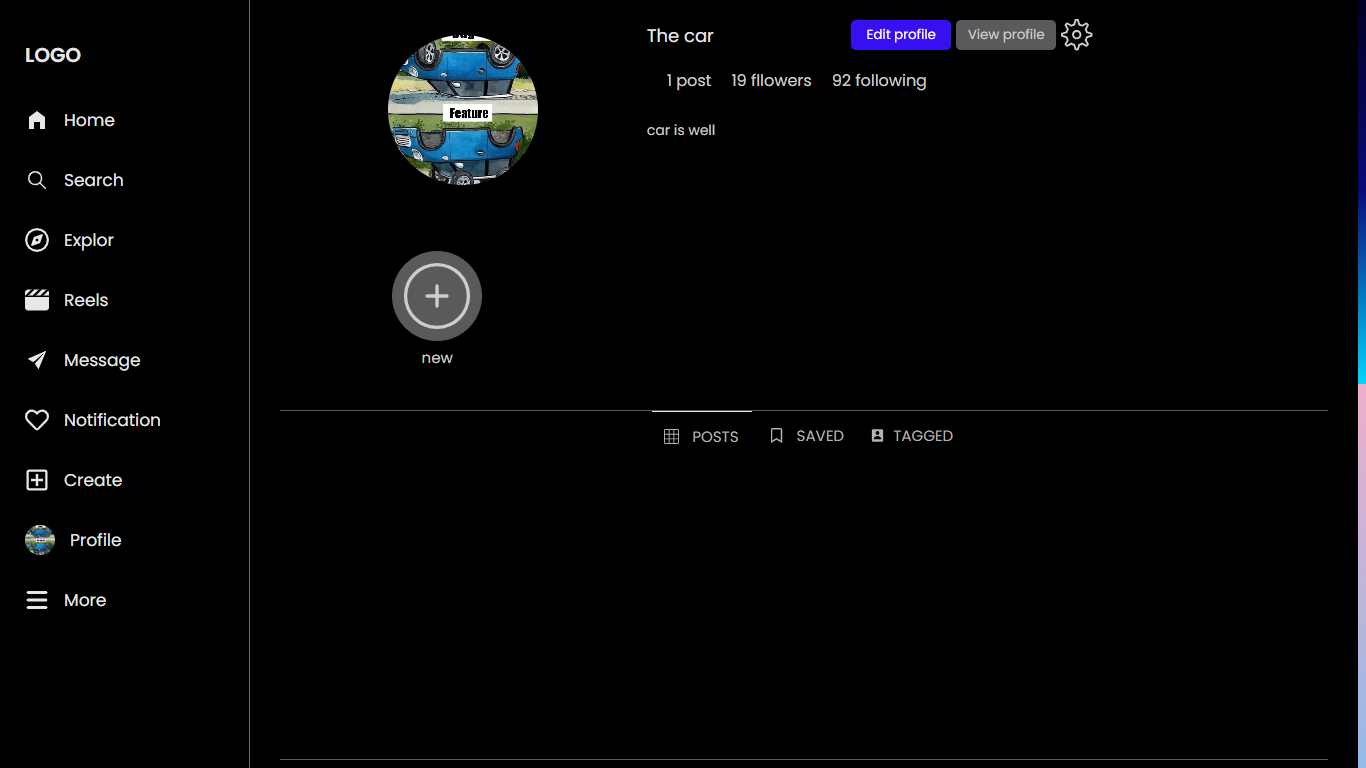 LOGO
Home
Search
Explor
Reels
Message
Notification
Create
Profile
More
Feature
The car
Edit profile
View profile
1 post 19 fllowers 92 following
car is well
new
POSTS SAVED TAGGED